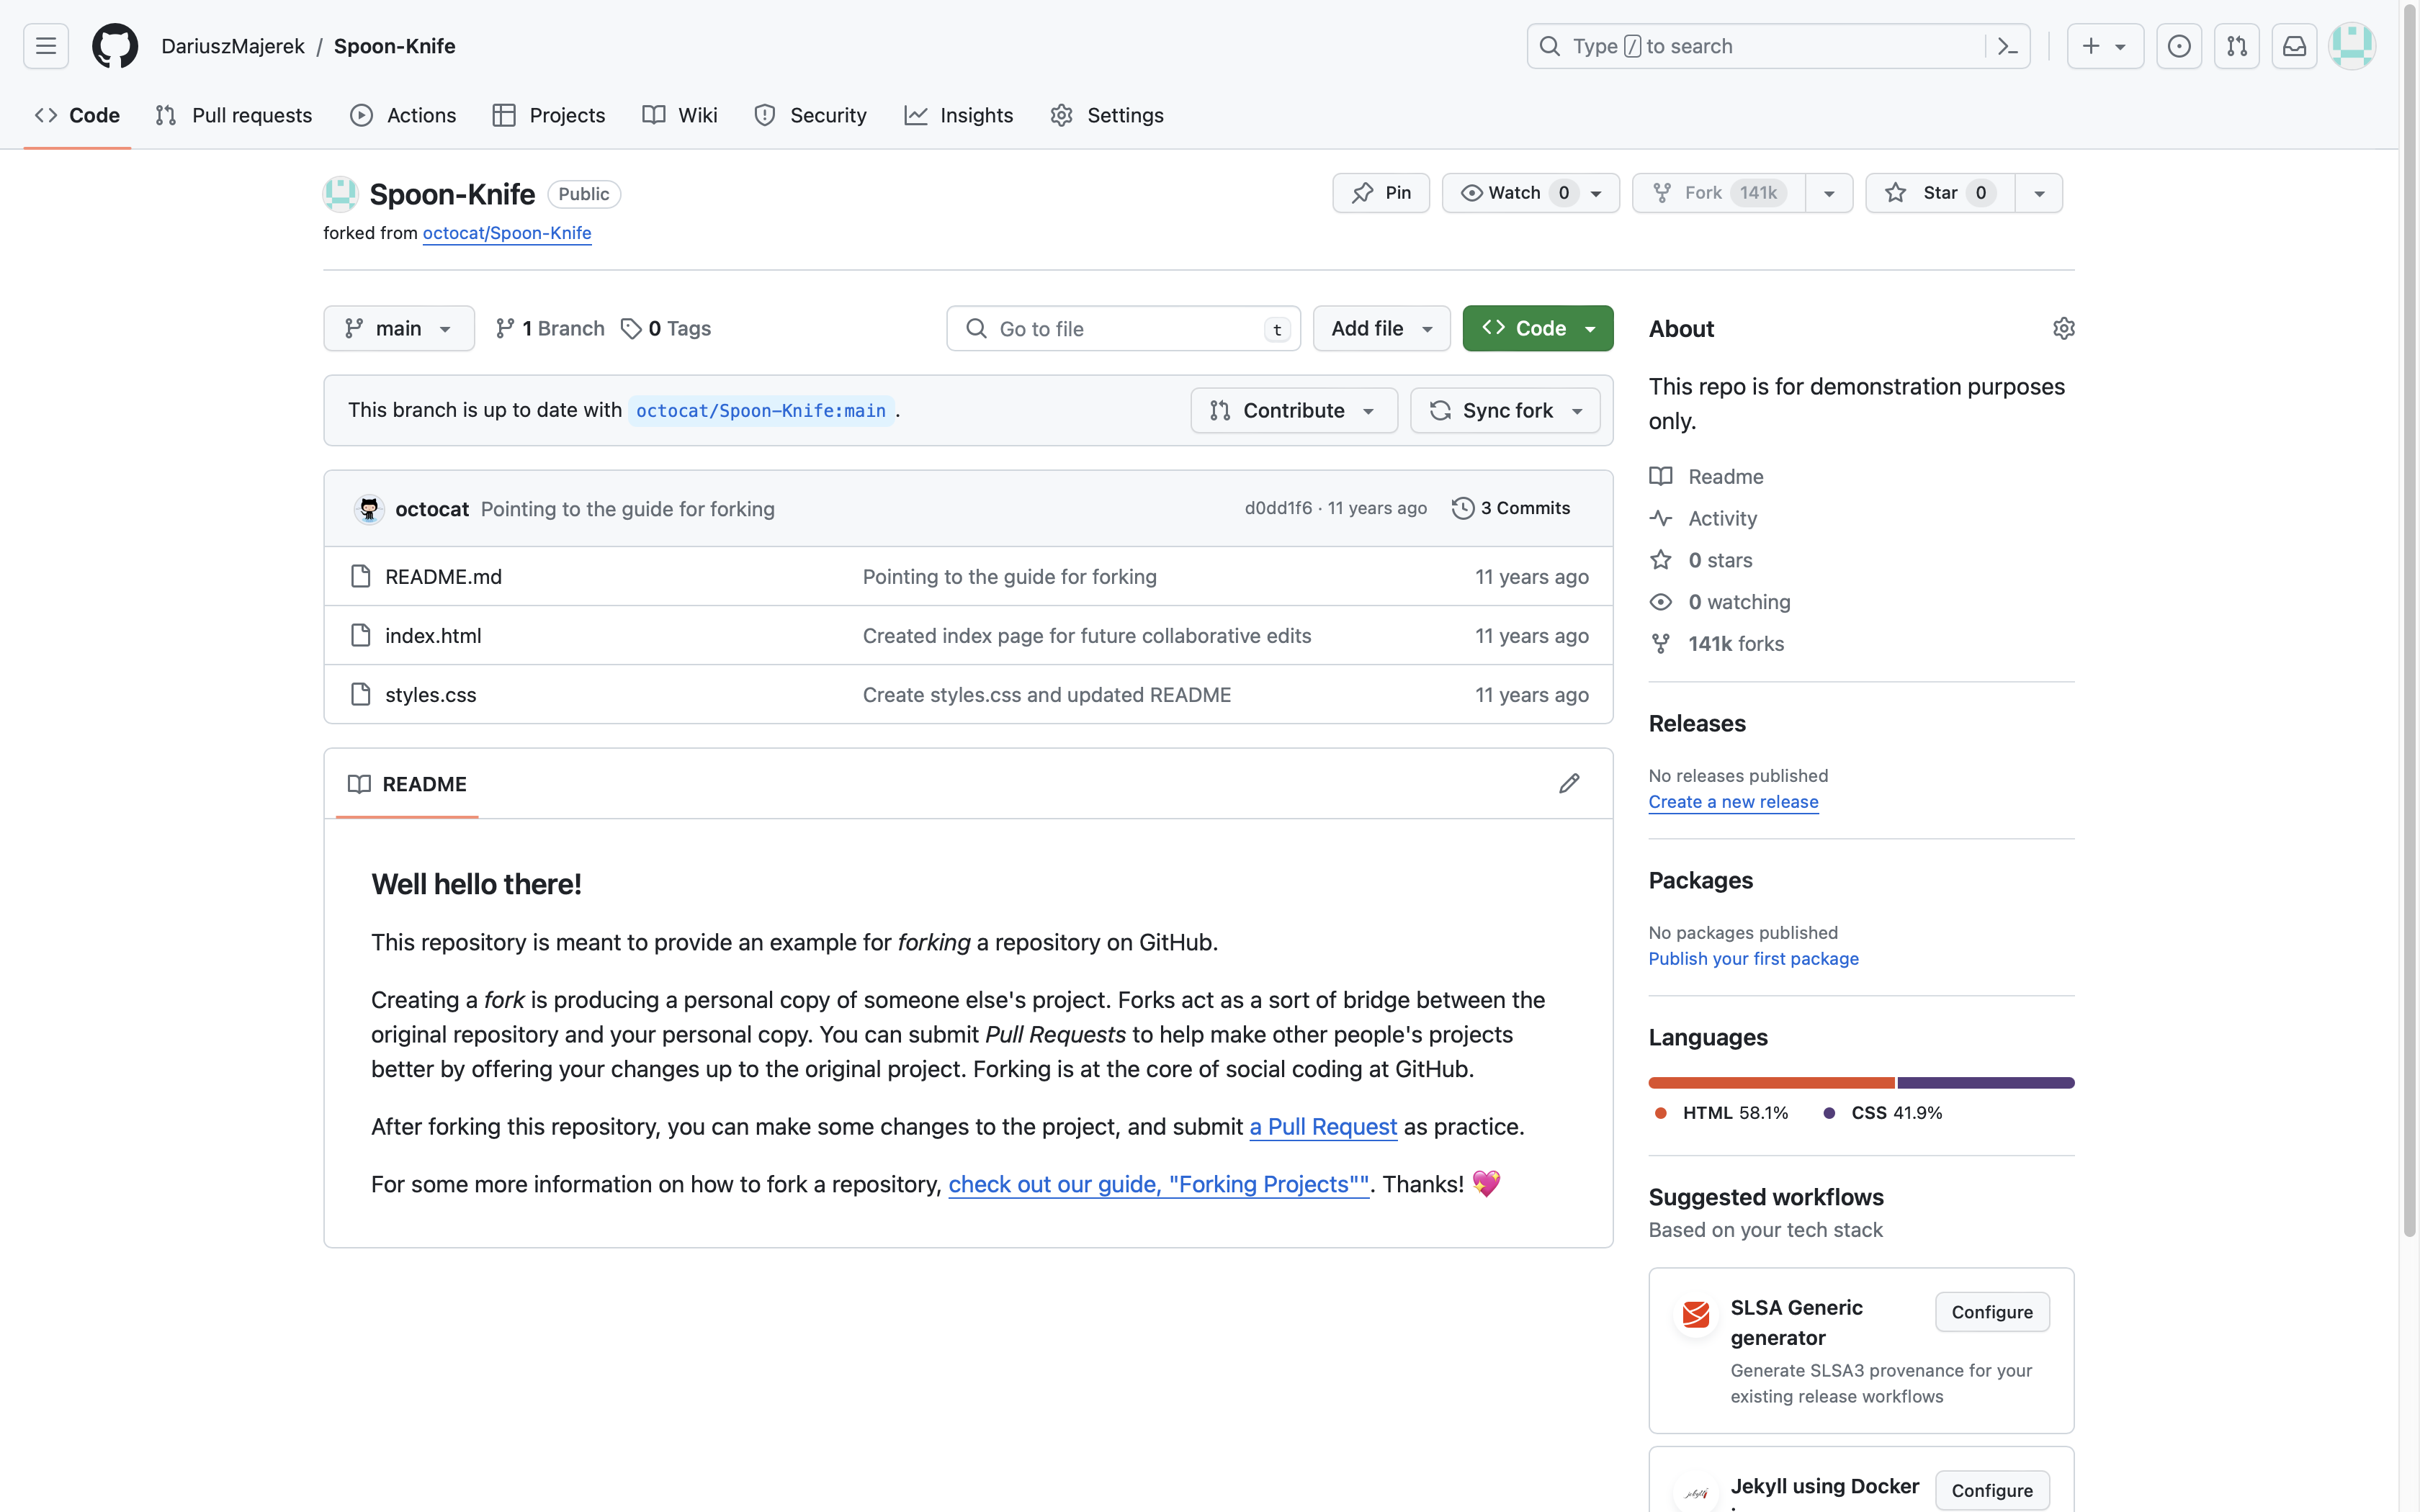 DariuszMajerek / Spoon-Knife
Type / to search
Code Pull requests Actions Projects Wiki Security Insights Settings
Spoon-Knife Public
Pin Watch 0 Fork 141k Star 0
forked from octocat/Spoon-Knife
main 1 Branch 0 Tags
Go to file t
Add file
Code
This branch is up to date with octocat/Spoon-Knife:main .
Contribute Sync fork
octocat Pointing to the guide for forking d0dd1f6 · 11 years ago 3 Commits
README.md Pointing to the guide for forking 11 years ago
index.html Created index page for future collaborative edits 11 years ago
styles.css Create styles.css and updated README 11 years ago
README
Well hello there!
This repository is meant to provide an example for forking a repository on GitHub.
Creating a fork is producing a personal copy of someone else's project. Forks act as a sort of bridge between the
original repository and your personal copy. You can submit Pull Requests to help make other people's projects
better by offering your changes up to the original project. Forking is at the core of social coding at GitHub.
After forking this repository, you can make some changes to the project, and submit a Pull Request as practice.
For some more information on how to fork a repository, check out our guide, "Forking Projects"". Thanks! 💖
About
This repo is for demonstration purposes
only.
Readme
Activity
0 stars
0 watching
141k forks
Releases
No releases published
Create a new release
Packages
No packages published
Publish your first package
Languages
HTML 58.1% CSS 41.9%
Suggested workflows
Based on your tech stack
SLSA Generic
generator
Configure
Generate SLSA3 provenance for your
existing release workflows
jekyll
Jekyll using Docker
Configure